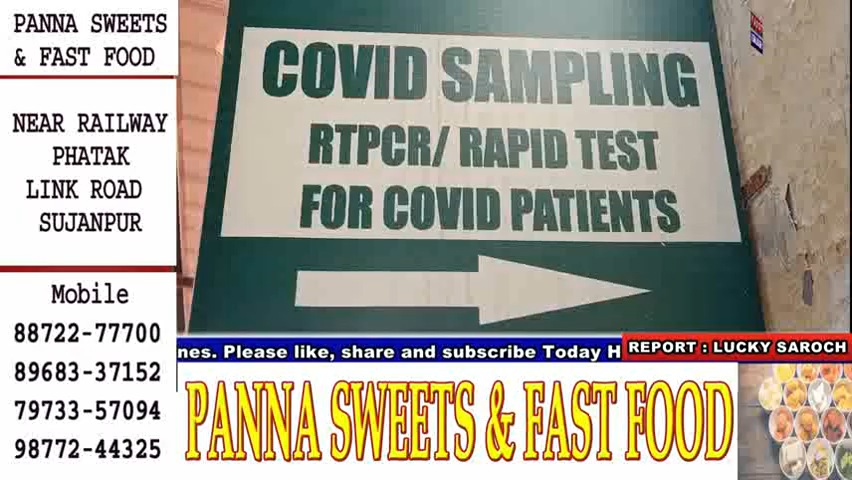 PANNA SWEETS
& FAST FOOD
NEAR RAILWAY
PHATAK
LINK ROAD
SUJANPUR
Mobile
88722-77700
89683-37152
79733-57094
98772-44325
COVID SAMPLING
RTPCR/ RAPID TEST
FOR COVID PATIENTS
nes. Please like, share and subscribe Today H
REPORT : LUCKY SAROCH
PANNA SWEETS & FAST FOOD